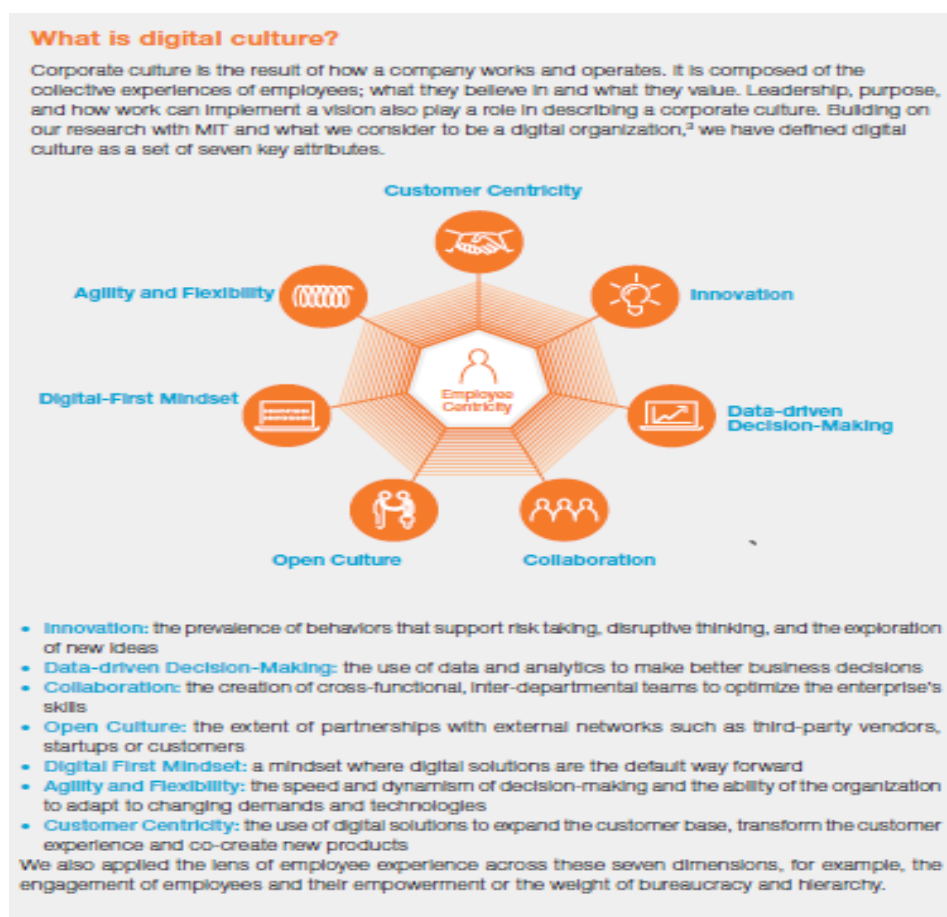 What is digital culture?
Corporate culture is the result of how a company works and operates. It is composed of the
collective experiences of employees; what they believe in and what they value. Leadership, purpose,
and how work can implement a vision also play a role in describing a corporate culture. Building on
our research with MIT and what we consider to be a digital organization,³ we have defined digital
culture as a set of seven key attributes.
Customer Centricity
Agility and Flexibility
Innovation
Employee
Centricity
Digital-First Mindset
Data-driven
Decision-Making
Open Culture
Collaboration
• Innovation: the prevalence of behaviors that support risk taking, disruptive thinking, and the exploration
of new ideas
• Data-driven Decision-Making: the use of data and analytics to make better business decisions
• Collaboration: the creation of cross-functional, inter-departmental teams to optimize the enterprise's
skills
• Open Culture: the extent of partnerships with external networks such as third-party vendors,
startups or customers
• Digital First Mindset: a mindset where digital solutions are the default way forward
• Agility and Flexibility: the speed and dynamism of decision-making and the ability of the organization
to adapt to changing demands and technologies
• Customer Centricity: the use of digital solutions to expand the customer base, transform the customer
experience and co-create new products
We also applied the lens of employee experience across these seven dimensions, for example, the
engagement of employees and their empowerment or the weight of bureaucracy and hierarchy.